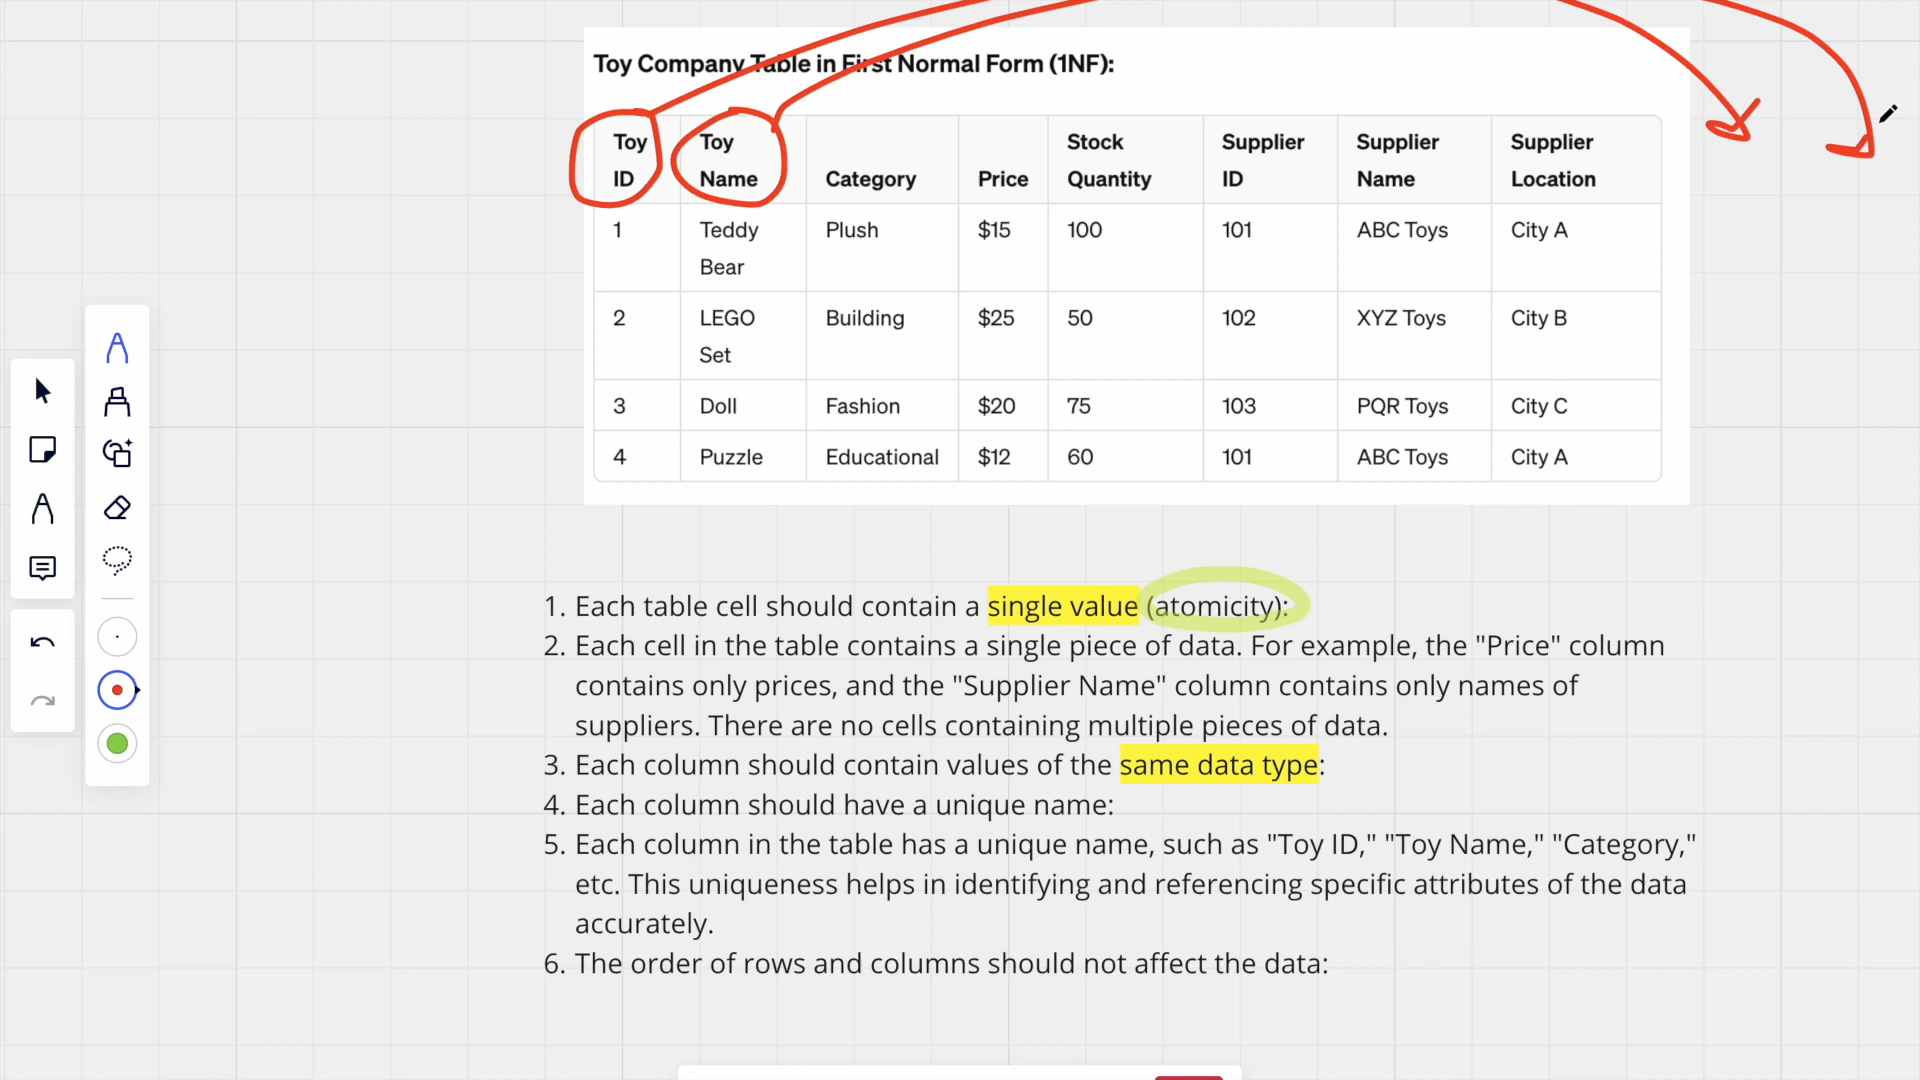 Toy Company Table in First Normal Form (1NF):
Toy ID Toy Name Category Price Stock Quantity Supplier ID Supplier Name Supplier Location
1 Teddy Bear Plush $15 100 101 ABC Toys City A
2 LEGO Set Building $25 50 102 XYZ Toys City B
3 Doll Fashion $20 75 103 PQR Toys City C
4 Puzzle Educational $12 60 101 ABC Toys City A
1. Each table cell should contain a single value (atomicity):
2. Each cell in the table contains a single piece of data. For example, the "Price" column
contains only prices, and the "Supplier Name" column contains only names of
suppliers. There are no cells containing multiple pieces of data.
3. Each column should contain values of the same data type:
4. Each column should have a unique name:
5. Each column in the table has a unique name, such as "Toy ID," "Toy Name," "Category,"
etc. This uniqueness helps in identifying and referencing specific attributes of the data
accurately.
6. The order of rows and columns should not affect the data: